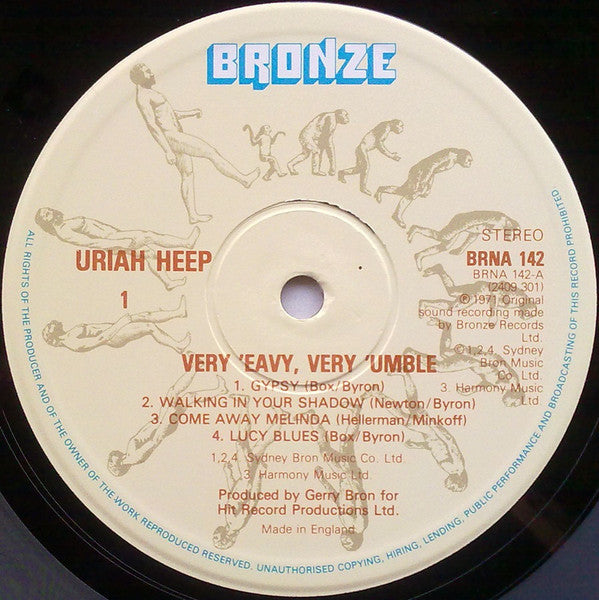 BRONZE
URIAH HEEP
1
STEREO
BRNA 142
BRNA 142-A
(2409 301)
℗ 1971 Original
sound recording made
by Bronze Records
Ltd.
©1,2,4, Sydney
Bron Music
Co Ltd.
3. Harmony Music
Ltd.
VERY 'EAVY, VERY 'UMBLE
1. GYPSY (Box/Byron)
2. WALKING IN YOUR SHADOW (Newton/Byron)
3. COME AWAY MELINDA (Hellerman/Minkoff)
4. LUCY BLUES (Box/Byron)
1,2,4. Sydney Bron Music Co. Ltd.
3. Harmony Music Ltd.
Produced by Gerry Bron for
Hit Record Productions Ltd.
Made in England
ALL RIGHTS OF THE PRODUCER AND OF THE OWNER OF THE WORK REPRODUCED RESERVED. UNAUTHORISED COPYING, HIRING, LENDING, PUBLIC PERFORMANCE AND BROADCASTING OF THIS RECORD PROHIBITED